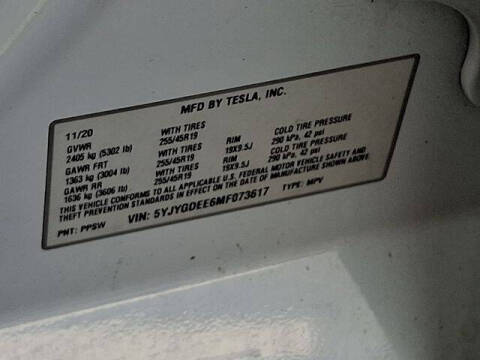 MFD BY TESLA, INC.
11/20
GVWR WITH TIRES RIM COLD TIRE PRESSURE
2405 kg (5302 lb) 255/45R19 19X9.5J 290 kPa, 42 psi
GAWR FRT WITH TIRES RIM COLD TIRE PRESSURE
1363 kg (3004 lb) 255/45R19 19X9.5J 290 kPa, 42 psi
GAWR RR WITH TIRES
1636 kg (3606 lb) 255/45R19
THIS VEHICLE CONFORMS TO ALL APPLICABLE U.S. FEDERAL MOTOR VEHICLE SAFETY AND
THEFT PREVENTION STANDARDS IN EFFECT ON THE DATE OF MANUFACTURE SHOWN ABOVE.
VIN: 5YJYGDEE6MF073617 TYPE: MPV
PNT: PPSW